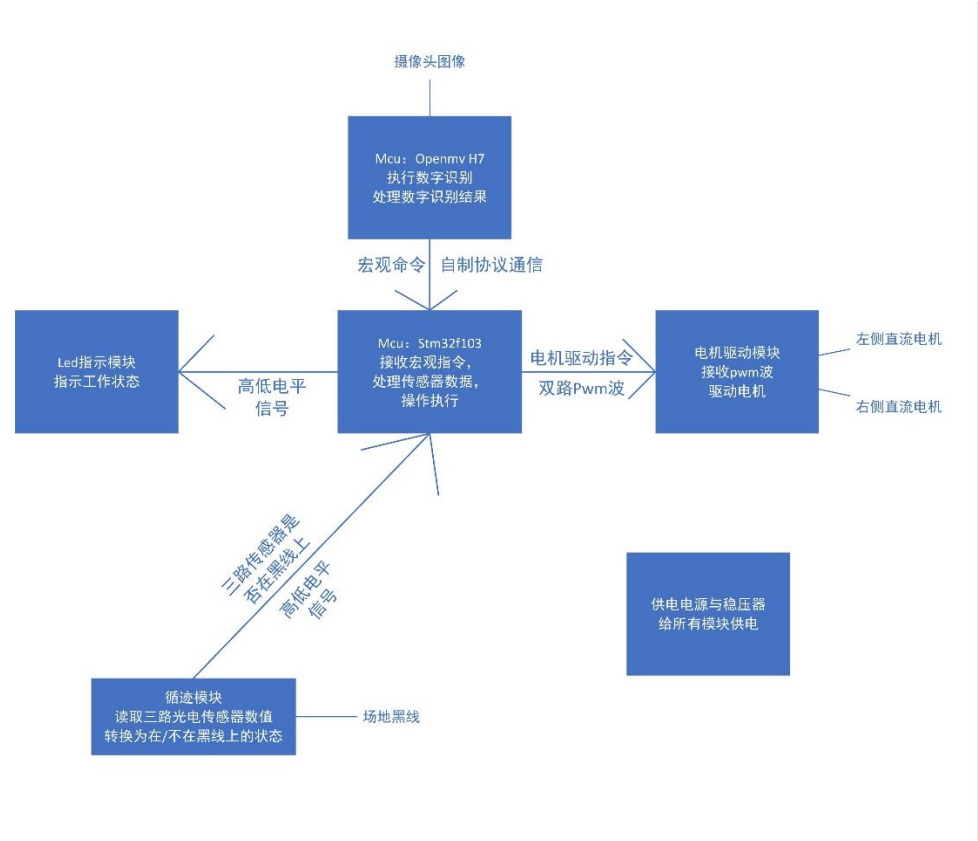 摄像头图像
Mcu：Openmv H7
执行数字识别
处理数字识别结果
宏观命令
自制协议通信
Led指示模块
指示工作状态
高低电平
信号
Mcu：Stm32f103
接收宏观指令，
处理传感器数据，
操作执行
电机驱动指令
双路Pwm波
电机驱动模块
接收pwm波
驱动电机
左侧直流电机
右侧直流电机
三路传感器是
否在黑线上
高低电平
信号
供电电源与稳压器
给所有模块供电
循迹模块
读取三路光电传感器数值
转换为在/不在黑线上的状态
场地黑线